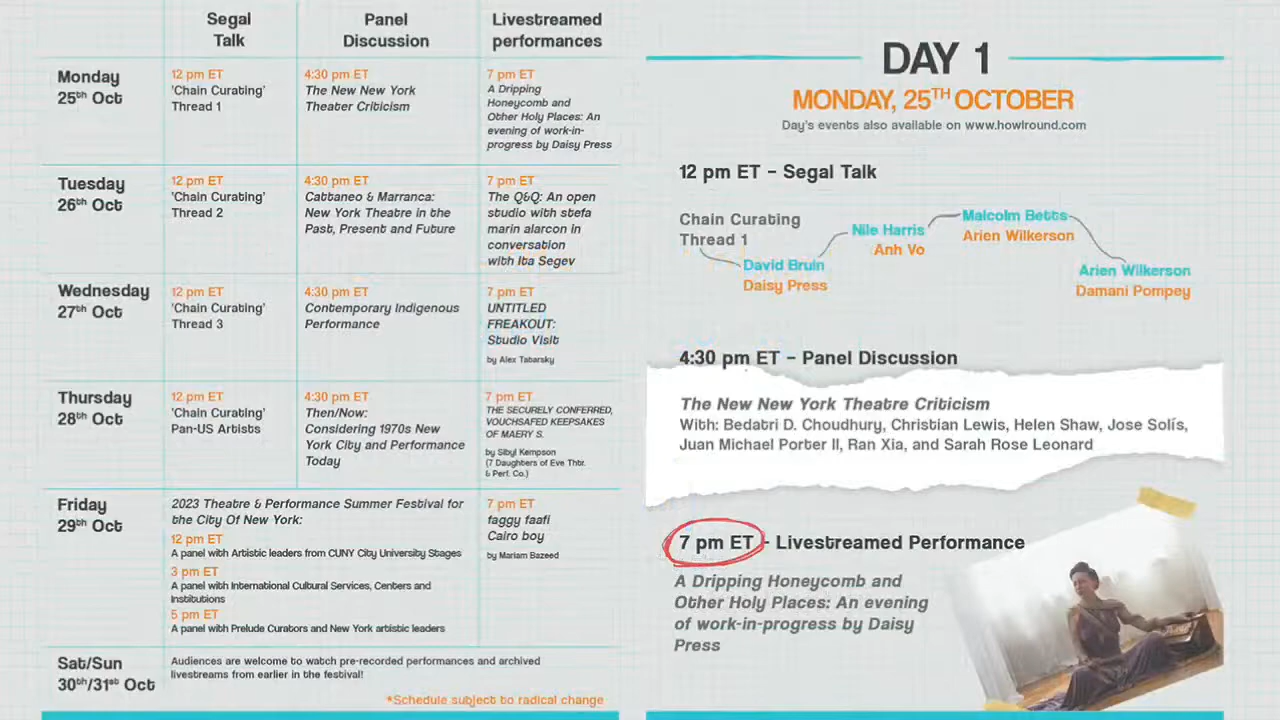 Segal
Talk
Panel
Discussion
Livestreamed
performances
Monday
25th Oct
12 pm ET
'Chain Curating'
Thread 1
4:30 pm ET
The New New York
Theater Criticism
7 pm ET
A Dripping
Honeycomb and
Other Holy Places: An
evening of work-in-
progress by Daisy Press
Tuesday
26th Oct
12 pm ET
'Chain Curating'
Thread 2
4:30 pm ET
Cattaneo & Marranca:
New York Theatre in the
Past, Present and Future
7 pm ET
The Q&Q: An open
studio with stefa
marin alarcon in
conversation
with Ita Segev
Wednesday
27th Oct
12 pm ET
'Chain Curating'
Thread 3
4:30 pm ET
Contemporary Indigenous
Performance
7 pm ET
UNTITLED
FREAKOUT:
Studio Visit
by Alex Tatarsky
Thursday
28th Oct
12 pm ET
'Chain Curating'
Pan-US Artists
4:30 pm ET
Then/Now:
Considering 1970s New
York City and Performance
Today
7 pm ET
THE SECURELY CONFERRED,
VOUCHSAFED KEEPSAKES
OF MAERY S.
by Sibyl Kempson
(7 Daughters of Eve Thtr.
& Perf. Co.)
Friday
29th Oct
2023 Theatre & Performance Summer Festival for
the City Of New York:
12 pm ET
A panel with Artistic leaders from CUNY City University Stages
3 pm ET
A panel with International Cultural Services, Centers and
Institutions
5 pm ET
A panel with Prelude Curators and New York artistic leaders
7 pm ET
faggy faafi
Cairo boy
by Mariam Bazeed
Sat/Sun
30th/31st Oct
Audiences are welcome to watch pre-recorded performances and archived
livestreams from earlier in the festival!
*Schedule subject to radical change
DAY 1
MONDAY, 25TH OCTOBER
Day's events also available on www.howlround.com
12 pm ET – Segal Talk
Chain Curating
Thread 1
David Bruin
Daisy Press
Nile Harris
Anh Vo
Malcolm Betts
Arien Wilkerson
Arien Wilkerson
Damani Pompey
4:30 pm ET – Panel Discussion
The New New York Theatre Criticism
With: Bedatri D. Choudhury, Christian Lewis, Helen Shaw, Jose Solís,
Juan Michael Porter II, Ran Xia, and Sarah Rose Leonard
7 pm ET - Livestreamed Performance
A Dripping Honeycomb and
Other Holy Places: An evening
of work-in-progress by Daisy
Press